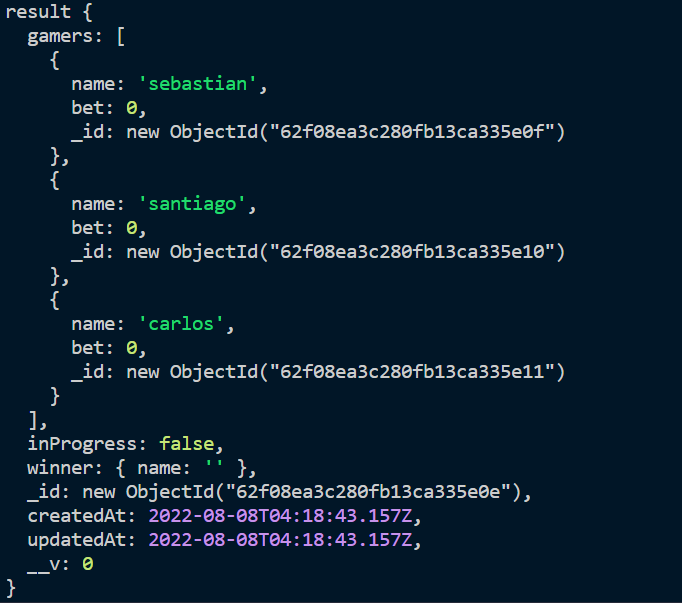 result {
  gamers: [
    {
      name: 'sebastian',
      bet: 0,
      _id: new ObjectId("62f08ea3c280fb13ca335e0f")
    },
    {
      name: 'santiago',
      bet: 0,
      _id: new ObjectId("62f08ea3c280fb13ca335e10")
    },
    {
      name: 'carlos',
      bet: 0,
      _id: new ObjectId("62f08ea3c280fb13ca335e11")
    }
  ],
  inProgress: false,
  winner: { name: '' },
  _id: new ObjectId("62f08ea3c280fb13ca335e0e"),
  createdAt: 2022-08-08T04:18:43.157Z,
  updatedAt: 2022-08-08T04:18:43.157Z,
  __v: 0
}